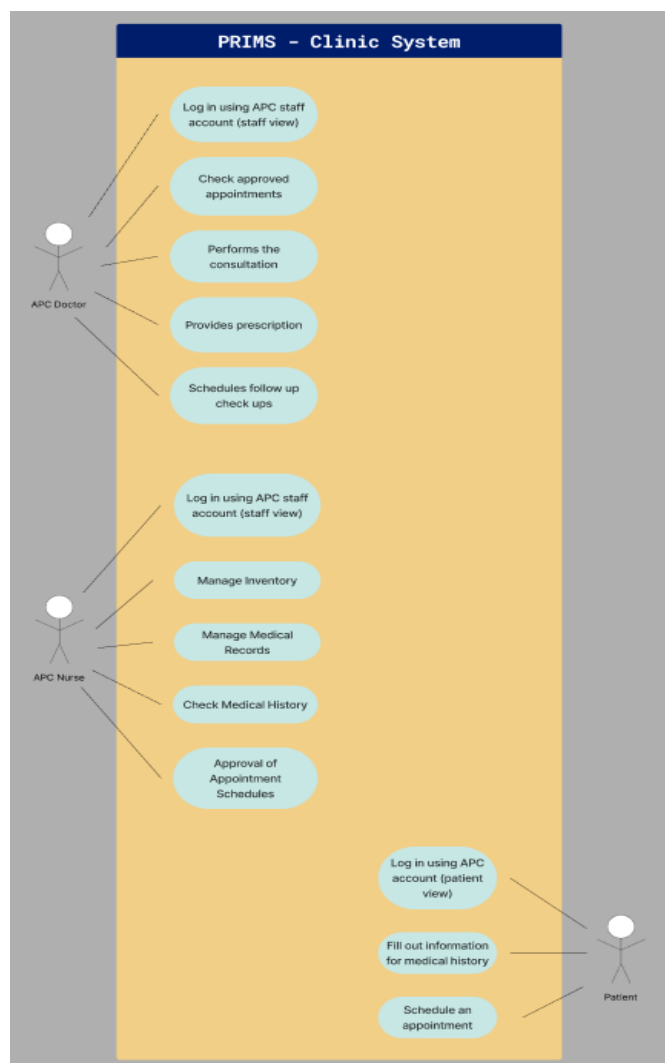 PRIMS – Clinic System
Log in using APC staff
account (staff view)
Check approved
appointments
Performs the
consultation
APC Doctor
Provides prescription
Schedules follow up
check ups
Log in using APC staff
account (staff view)
Manage Inventory
Manage Medical
Records
APC Nurse
Check Medical History
Approval of
Appointment
Schedules
Log in using APC
account (patient
view)
Fill out information
for medical history
Patient
Schedule an
appointment